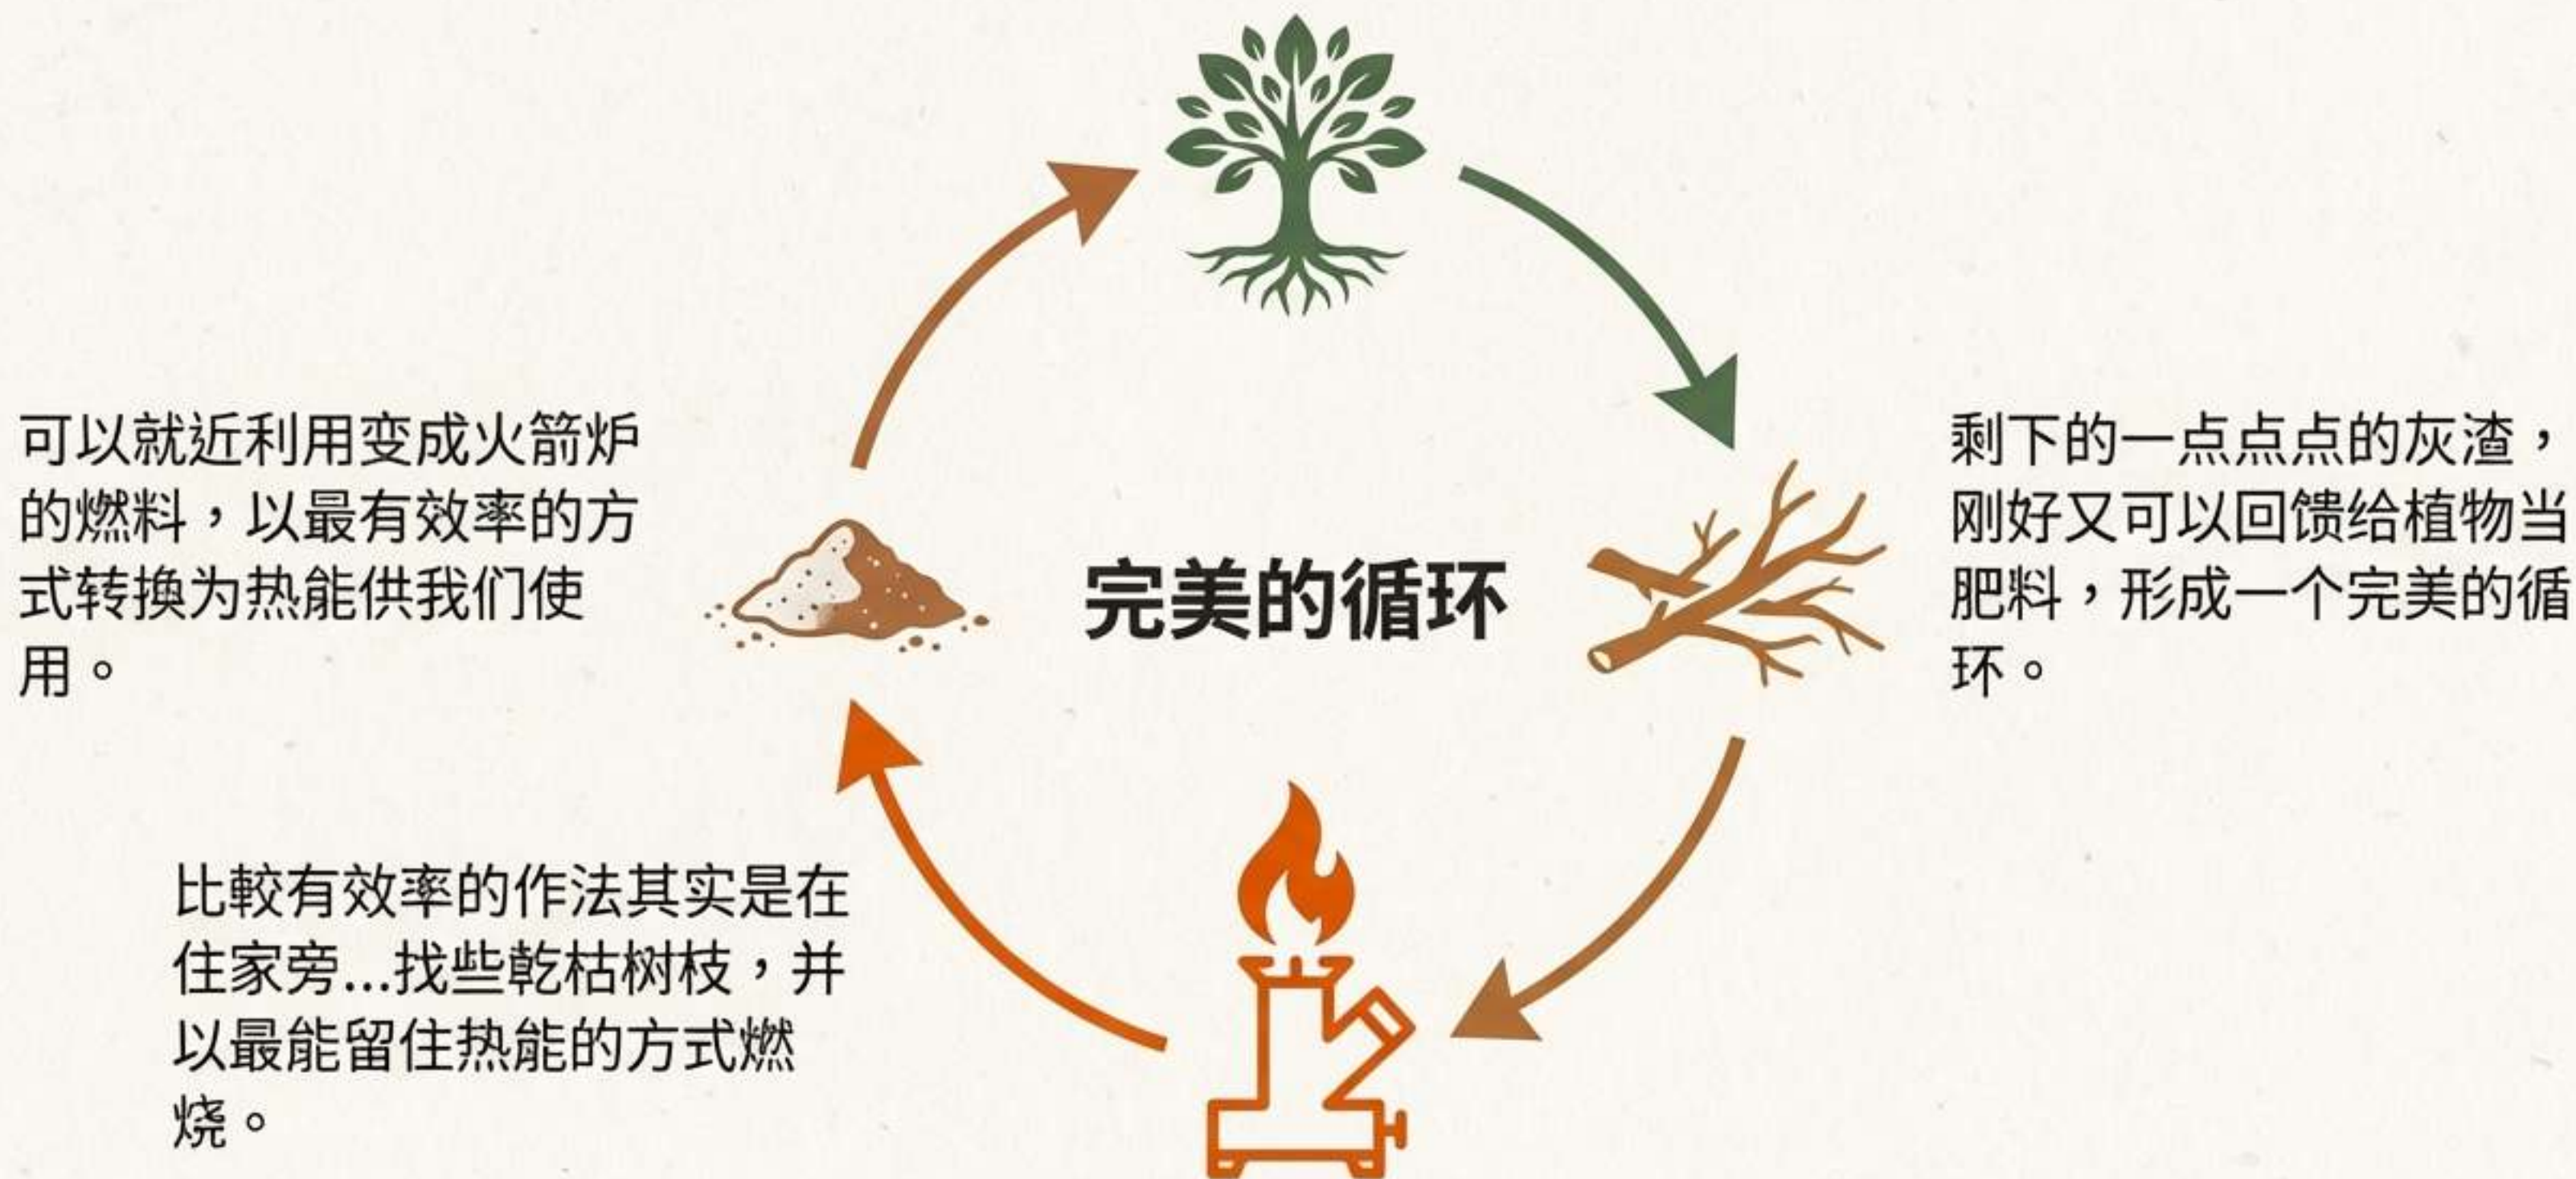 可以就近利用变成火箭炉
的燃料，以最有效率的方
式转換为热能供我们使
用。
完美的循环
剩下的一点点点的灰渣，
刚好又可以回馈给植物当
肥料，形成一个完美的循
环。
比較有效率的作法其实是在
住家旁...找些乾枯树枝，并
以最能留住热能的方式燃
烧。